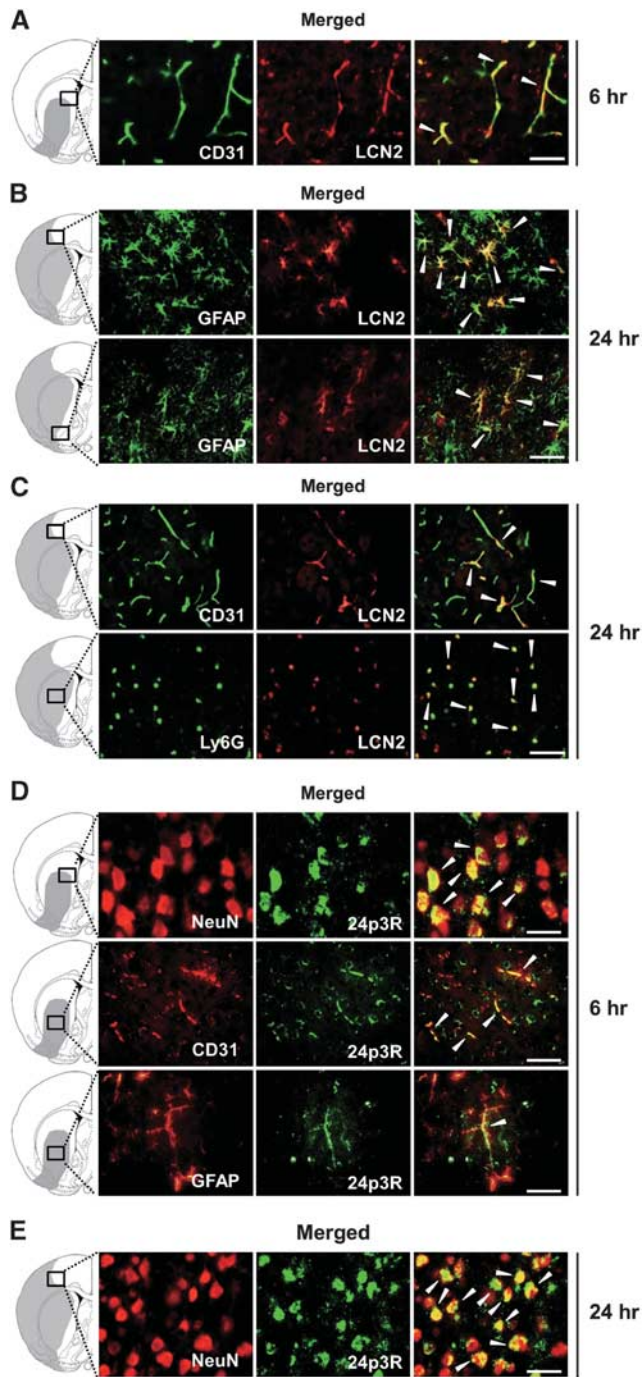 A
Merged
CD31
LCN2
6 hr
B
Merged
GFAP
LCN2
GFAP
LCN2
24 hr
C
Merged
CD31
LCN2
Ly6G
LCN2
24 hr
D
Merged
NeuN
24p3R
CD31
24p3R
GFAP
24p3R
6 hr
E
Merged
NeuN
24p3R
24 hr